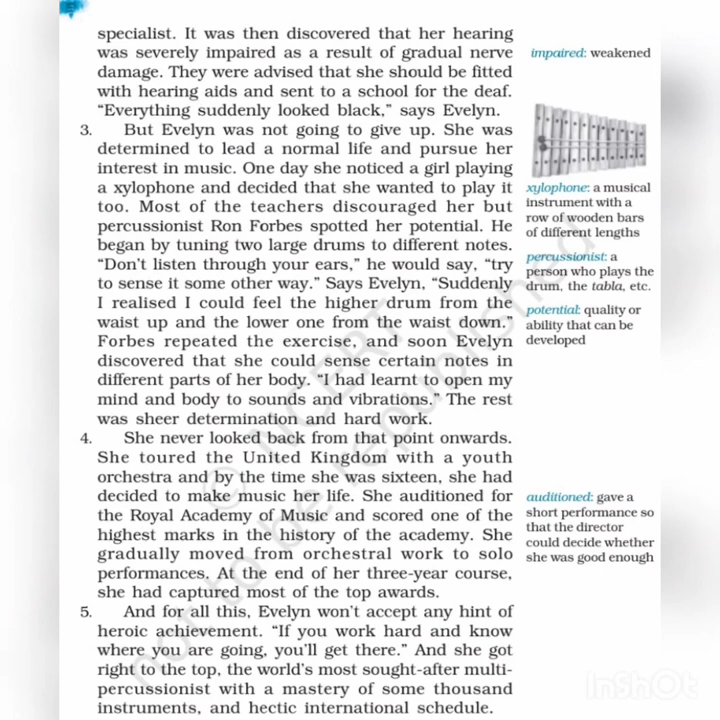 specialist. It was then discovered that her hearing
was severely impaired as a result of gradual nerve
damage. They were advised that she should be fitted
with hearing aids and sent to a school for the deaf.
“Everything suddenly looked black,” says Evelyn.
impaired: weakened
3. But Evelyn was not going to give up. She was
determined to lead a normal life and pursue her
interest in music. One day she noticed a girl playing
a xylophone and decided that she wanted to play it
too. Most of the teachers discouraged her but
percussionist Ron Forbes spotted her potential. He
began by tuning two large drums to different notes.
“Don’t listen through your ears,” he would say, “try
to sense it some other way.” Says Evelyn, “Suddenly
I realised I could feel the higher drum from the
waist up and the lower one from the waist down.”
Forbes repeated the exercise, and soon Evelyn
discovered that she could sense certain notes in
different parts of her body. “I had learnt to open my
mind and body to sounds and vibrations.” The rest
was sheer determination and hard work.
xylophone: a musical
instrument with a
row of wooden bars
of different lengths
percussionist: a
person who plays the
drum, the tabla, etc.
potential: quality or
ability that can be
developed
4. She never looked back from that point onwards.
She toured the United Kingdom with a youth
orchestra and by the time she was sixteen, she had
decided to make music her life. She auditioned for
the Royal Academy of Music and scored one of the
highest marks in the history of the academy. She
gradually moved from orchestral work to solo
performances. At the end of her three-year course,
she had captured most of the top awards.
auditioned: gave a
short performance so
that the director
could decide whether
she was good enough
5. And for all this, Evelyn won’t accept any hint of
heroic achievement. “If you work hard and know
where you are going, you’ll get there.” And she got
right to the top, the world’s most sought-after multi-
percussionist with a mastery of some thousand
instruments, and hectic international schedule.
© NCERT
not to be republished
InShOt